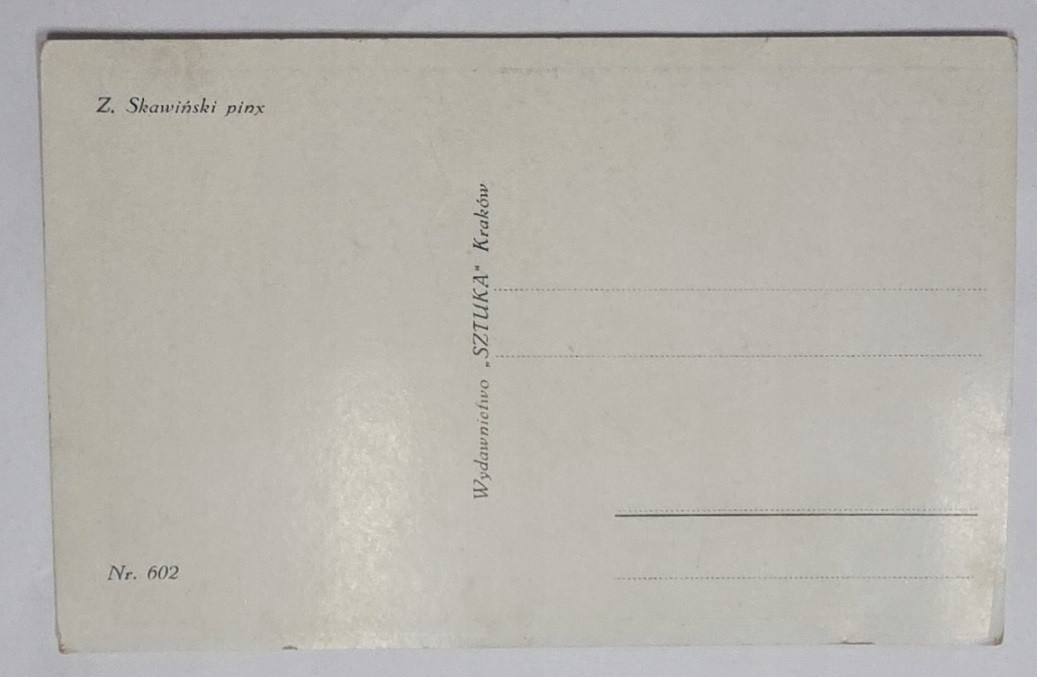 Z. Skawiński pinx
Wydawnictwo „SZTUKA" Kraków
Nr. 602